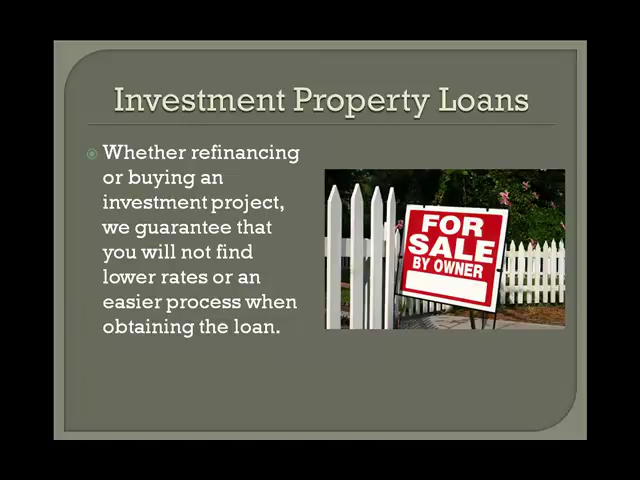 Investment Property Loans
Whether refinancing
or buying an
investment project,
we guarantee that
you will not find
lower rates or an
easier process when
obtaining the loan.
FOR
SALE
BY OWNER